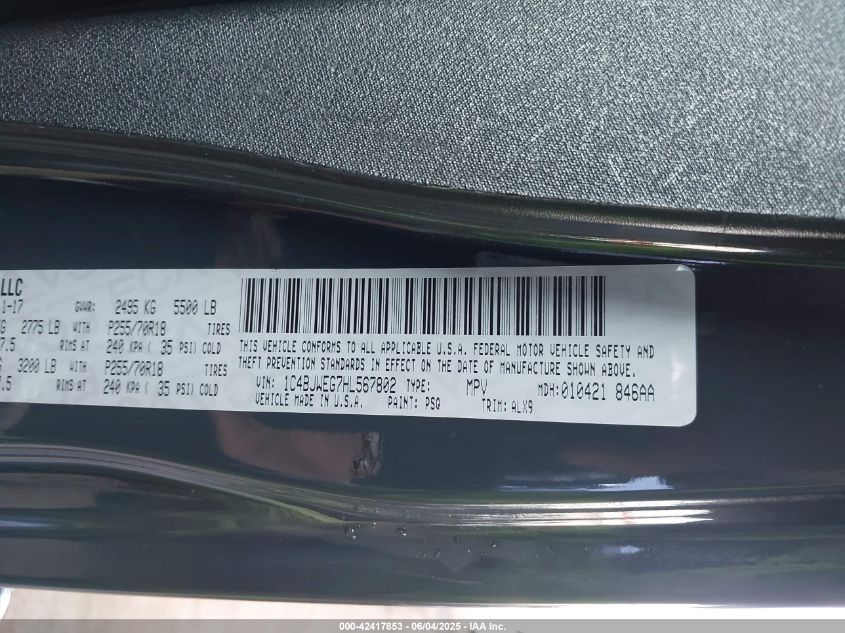 LLC
1-17 GVWR: 2495 KG 5500 LB
2775 LB WITH P255/70R18 TIRES
7.5 RIMS AT 240 KPA ( 35 PSI) COLD
3200 LB WITH P255/70R18 TIRES
.5 RIMS AT 240 KPA ( 35 PSI) COLD
THIS VEHICLE CONFORMS TO ALL APPLICABLE U.S.A. FEDERAL MOTOR VEHICLE SAFETY AND
THEFT PREVENTION STANDARDS IN EFFECT ON THE DATE OF MANUFACTURE SHOWN ABOVE.
VIN: 1C4BJWEG7HL567802 TYPE: MPV MDH: 010421 846AA
VEHICLE MADE IN U.S.A. PAINT: PSQ TRIM: ALX9
000-42417853 - 06/04/2025 - IAA Inc.